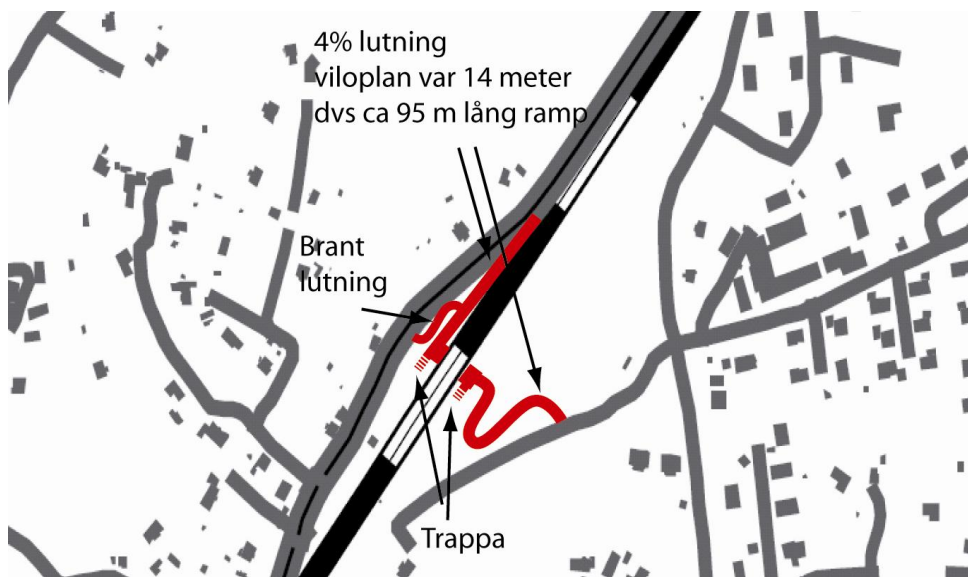 4% lutning
viloplan var 14 meter
dvs ca 95 m lång ramp
Brant
lutning
Trappa